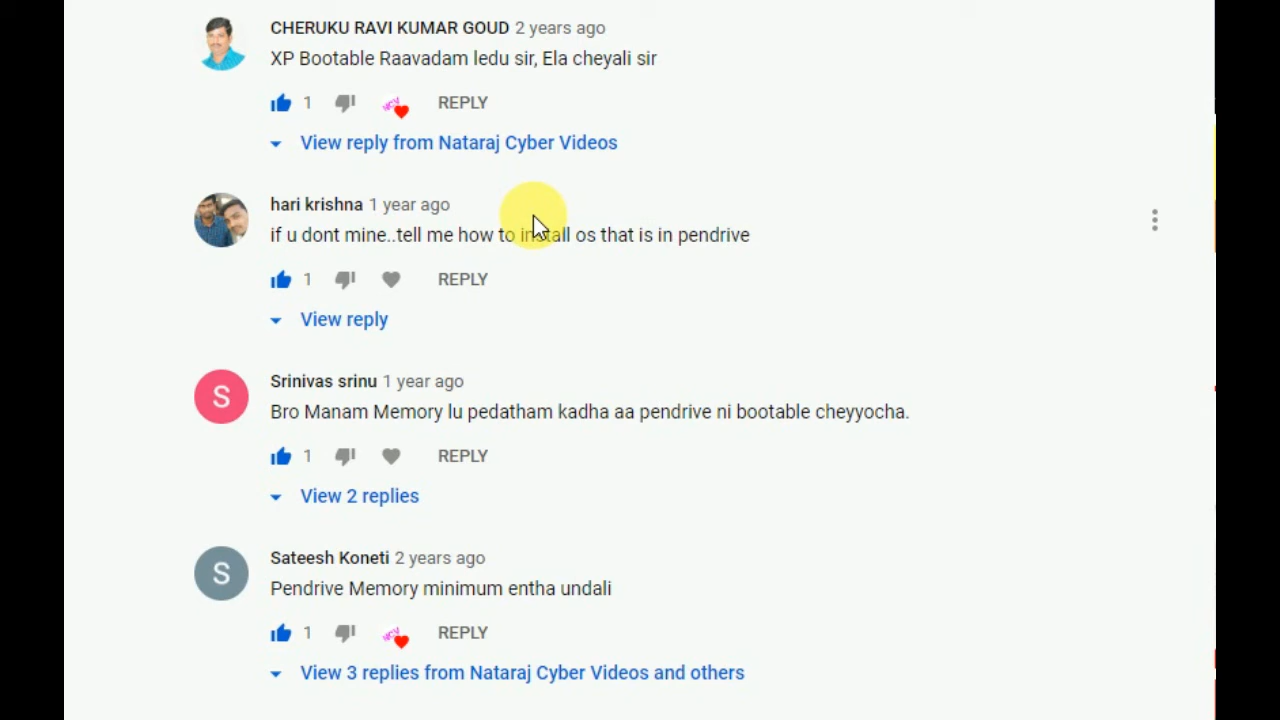 CHERUKU RAVI KUMAR GOUD 2 years ago
XP Bootable Raavadam ledu sir, Ela cheyali sir
1 REPLY
View reply from Nataraj Cyber Videos
hari krishna 1 year ago
if u dont mine..tell me how to install os that is in pendrive
1 REPLY
View reply
S
Srinivas srinu 1 year ago
Bro Manam Memory lu pedatham kadha aa pendrive ni bootable cheyyocha.
1 REPLY
View 2 replies
S
Sateesh Koneti 2 years ago
Pendrive Memory minimum entha undali
1 REPLY
View 3 replies from Nataraj Cyber Videos and others